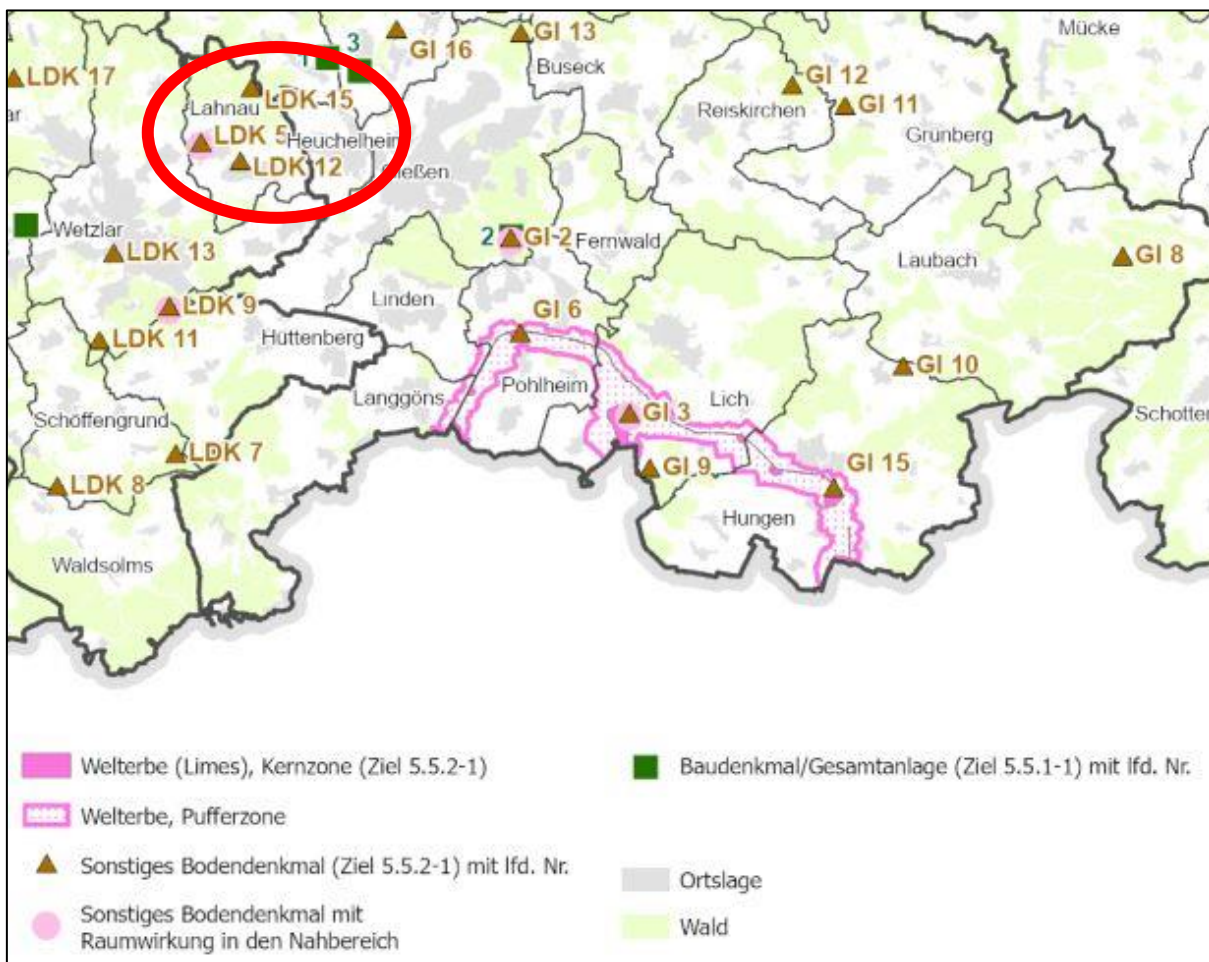 3
1
GI 13
GI 16
Mücke
LDK 17
Buseck
GI 12
ar
Lahnau
LDK 15
Reiskirchen
GI 11
LDK 5
Heuchelheim
Grünberg
LDK 12
Gießen
Wetzlar
2
GI 2
Fernwald
LDK 13
Laubach
GI 8
Linden
LDK 9
GI 6
Hüttenberg
LDK 11
GI 10
Langgöns
Pohlheim
Lich
Schöffengrund
GI 3
Schotten
LDK 7
GI 9
GI 15
LDK 8
Hungen
Waldsolms
Welterbe (Limes), Kernzone (Ziel 5.5.2-1)
Welterbe, Pufferzone
Sonstiges Bodendenkmal (Ziel 5.5.2-1) mit lfd. Nr.
Sonstiges Bodendenkmal mit
Raumwirkung in den Nahbereich
Baudenkmal/Gesamtanlage (Ziel 5.5.1-1) mit lfd. Nr.
Ortslage
Wald